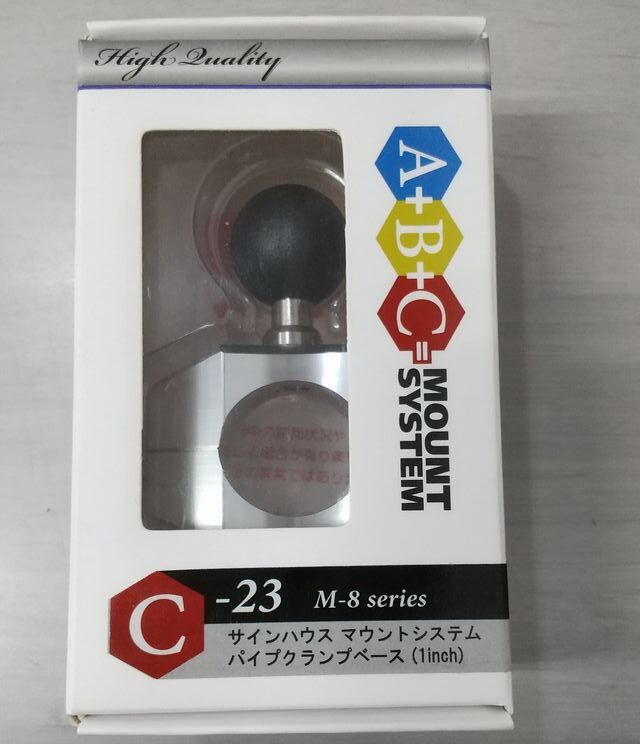 High Quality
A+B+C=MOUNT
SYSTEM
C -23 M-8 series
サインハウス マウントシステム
パイプクランプベース (1inch)